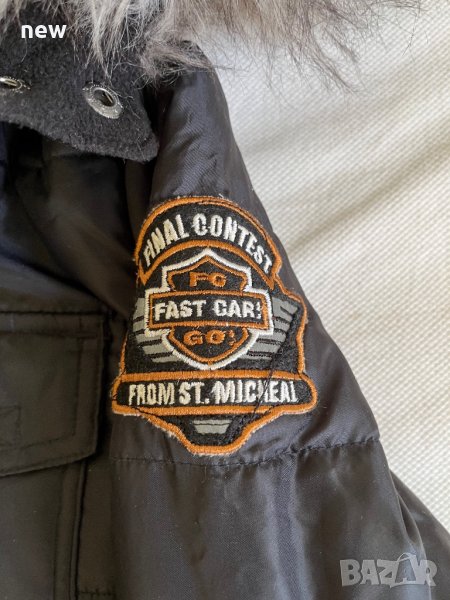 new
FINAL CONTEST
FC
FAST CAR!
GO!
FROM ST. MICHEAL
BAZAR